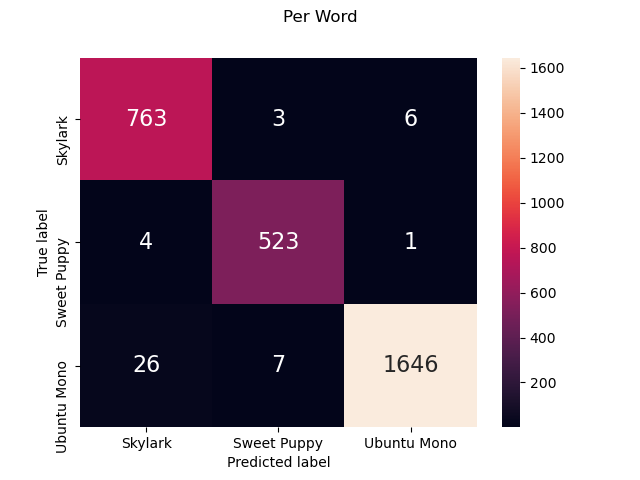 Per Word
Skylark
763 3 6
Sweet Puppy
4 523 1
Ubuntu Mono
26 7 1646
True label
Skylark Sweet Puppy Ubuntu Mono
Predicted label
1600
1400
1200
1000
800
600
400
200